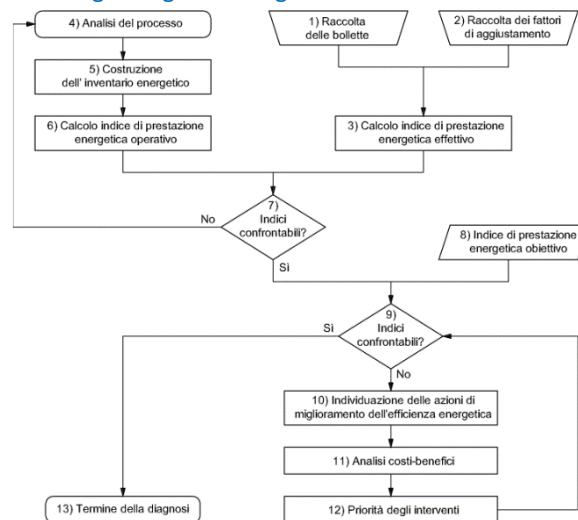 4) Analisi del processo
1) Raccolta
delle bollette
2) Raccolta dei fattori
di aggiustamento
5) Costruzione
dell' inventario energetico
6) Calcolo indice di prestazione
energetica operativo
3) Calcolo indice di prestazione
energetica effettivo
7)
Indici
confrontabili?
No
Sì
8) Indice di prestazione
energetica obiettivo
9)
Indici
confrontabili?
Sì
No
10) Individuazione delle azioni di
miglioramento dell'efficienza energetica
11) Analisi costi-benefici
12) Priorità degli interventi
13) Termine della diagnosi